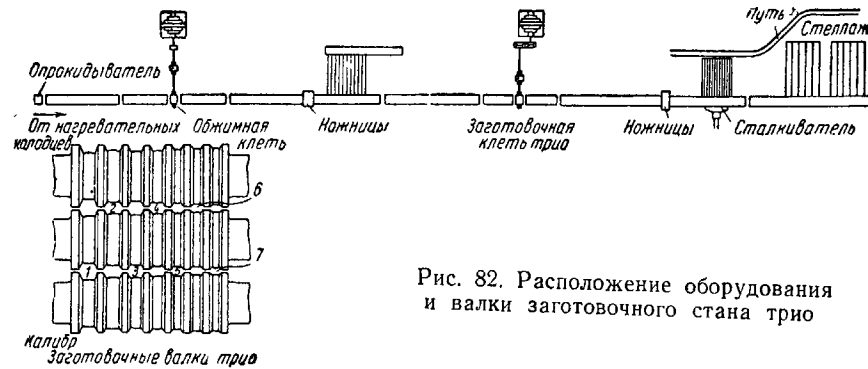 Путь
Стеллаж
Опрокидыватель
От нагревательных
колодцев
Обжимная
клеть
Ножницы
Заготовочная
клеть трио
Ножницы
Сталкиватель
2 4 6
7
1 3 5
Калибр
Заготовочные валки трио
Рис. 82. Расположение оборудования
и валки заготовочного стана трио